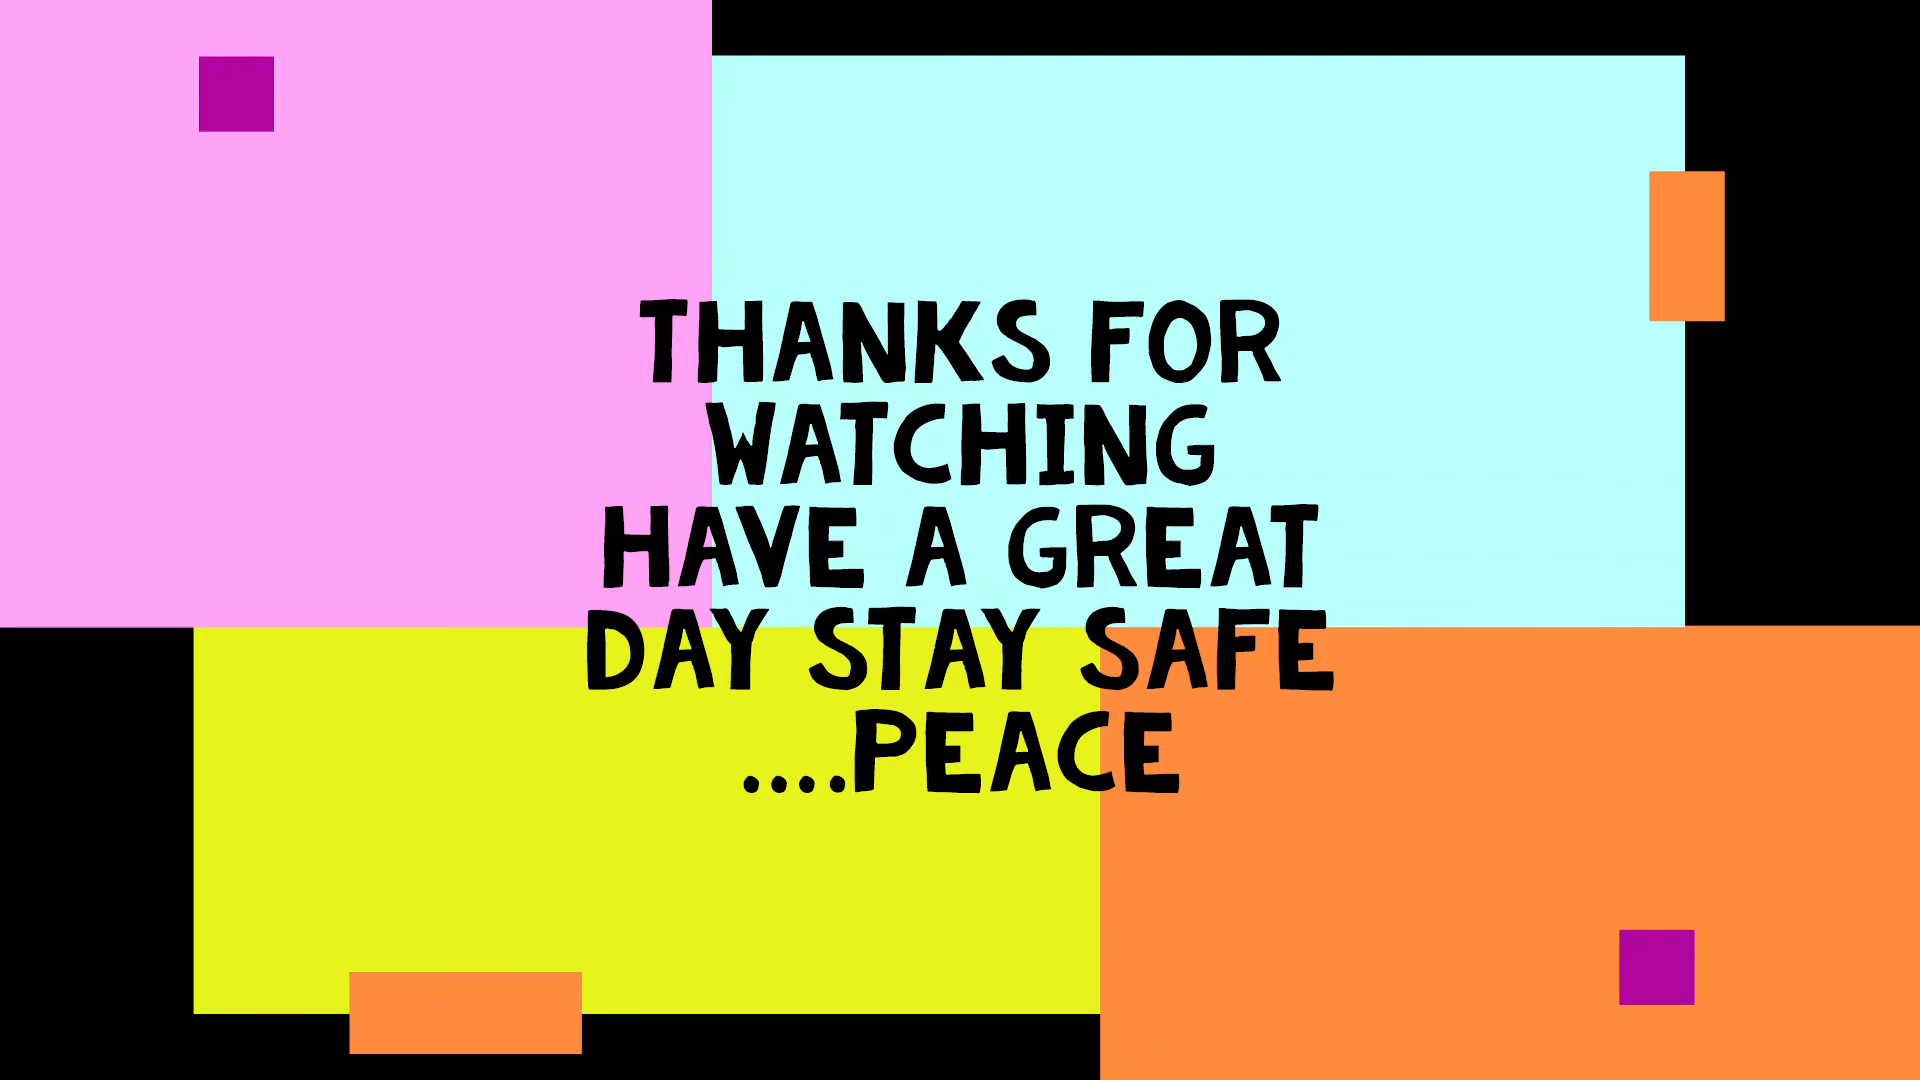 THANKS FOR
WATCHING
HAVE A GREAT
DAY STAY SAFE
....PEACE